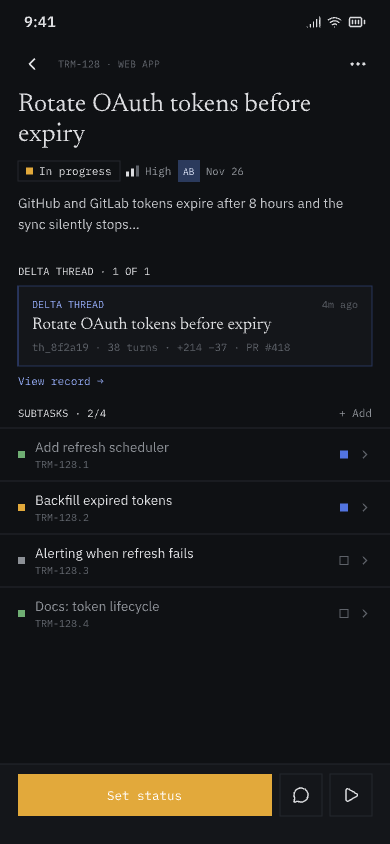 9:41
TRM-128 · WEB APP
Rotate OAuth tokens before
expiry
In progress High AB Nov 26
GitHub and GitLab tokens expire after 8 hours and the
sync silently stops…
DELTA THREAD · 1 OF 1
DELTA THREAD 4m ago
Rotate OAuth tokens before expiry
th_8f2a19 · 38 turns · +214 −37 · PR #418
View record →
SUBTASKS · 2/4 + Add
Add refresh scheduler
TRM-128.1
Backfill expired tokens
TRM-128.2
Alerting when refresh fails
TRM-128.3
Docs: token lifecycle
TRM-128.4
Set status